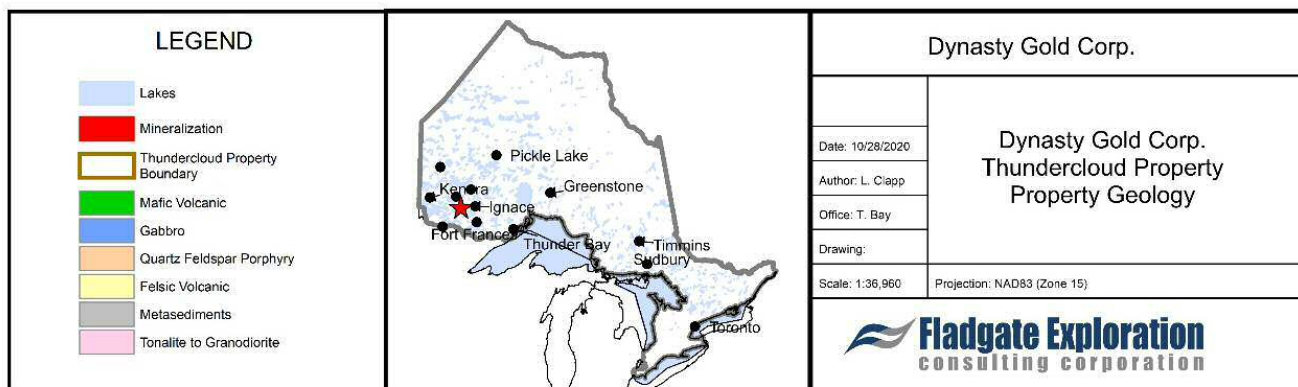 LEGEND
Lakes
Mineralization
Thundercloud Property
Boundary
Mafic Volcanic
Gabbro
Quartz Feldspar Porphyry
Felsic Volcanic
Metasediments
Tonalite to Granodiorite
Pickle Lake
Kenora
Greenstone
Ignace
Fort Frances
Thunder Bay
Timmins
Sudbury
Toronto
Dynasty Gold Corp.
Date: 10/28/2020
Author: L. Clapp
Office: T. Bay
Drawing:
Scale: 1:36,960
Dynasty Gold Corp.
Thundercloud Property
Property Geology
Projection: NAD83 (Zone 15)
Fladgate Exploration
consulting corporation